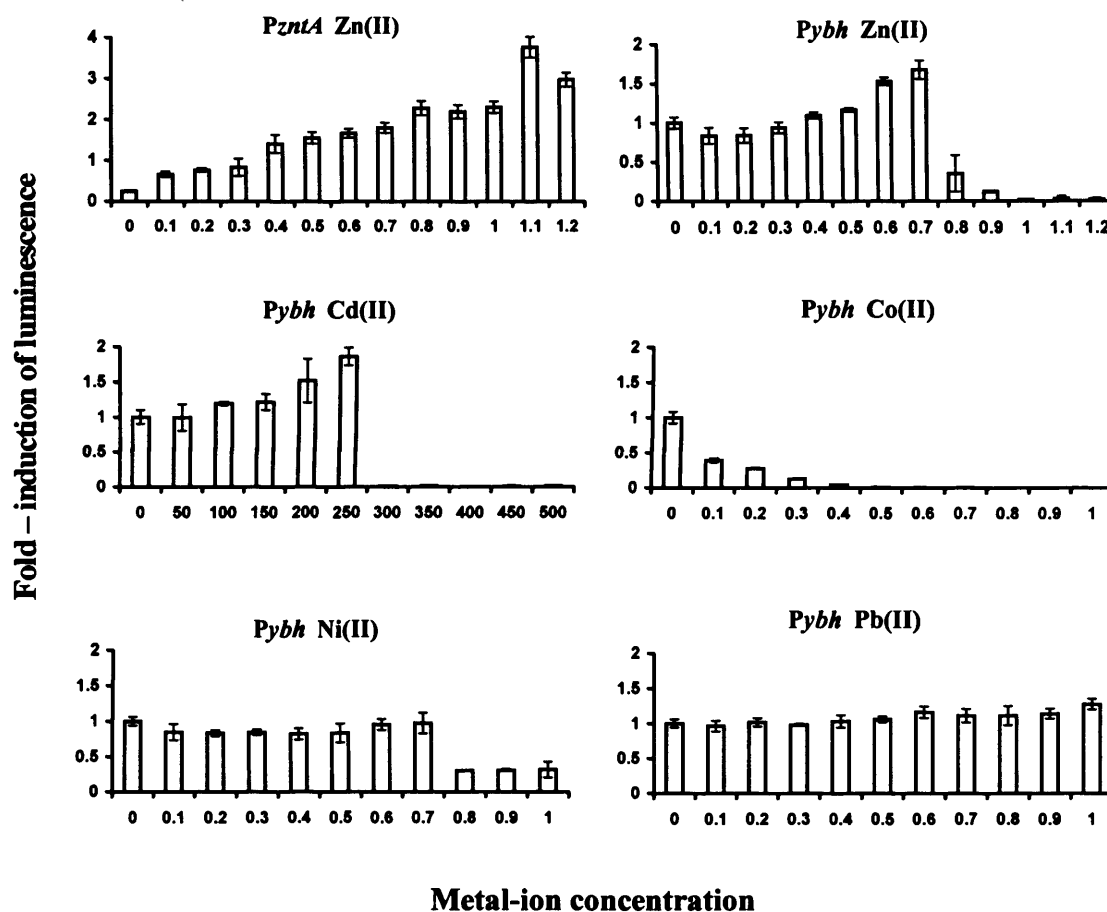 PzntA Zn(II)
4
3
2
1
0
0 0.1 0.2 0.3 0.4 0.5 0.6 0.7 0.8 0.9 1 1.1 1.2
Pybh Zn(II)
2
1.5
1
0.5
0
0 0.1 0.2 0.3 0.4 0.5 0.6 0.7 0.8 0.9 1 1.1 1.2
Fold – induction of luminescence
Pybh Cd(II)
2
1.5
1
0.5
0
0 50 100 150 200 250 300 350 400 450 500
Pybh Co(II)
2
1.5
1
0.5
0
0 0.1 0.2 0.3 0.4 0.5 0.6 0.7 0.8 0.9 1
Pybh Ni(II)
2
1.5
1
0.5
0
0 0.1 0.2 0.3 0.4 0.5 0.6 0.7 0.8 0.9 1
Pybh Pb(II)
2
1.5
1
0.5
0
0 0.1 0.2 0.3 0.4 0.5 0.6 0.7 0.8 0.9 1
Metal-ion concentration